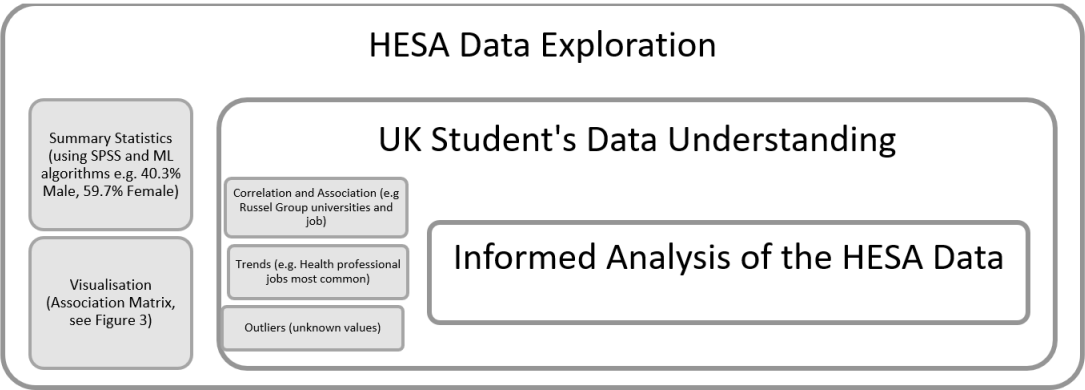 HESA Data Exploration
Summary Statistics
(using SPSS and ML
algorithms e.g. 40.3%
Male, 59.7% Female)
Visualisation
(Association Matrix,
see Figure 3)
UK Student's Data Understanding
Correlation and Association (e.g
Russel Group universities and
job)
Trends (e.g. Health professional
jobs most common)
Outliers (unknown values)
Informed Analysis of the HESA Data